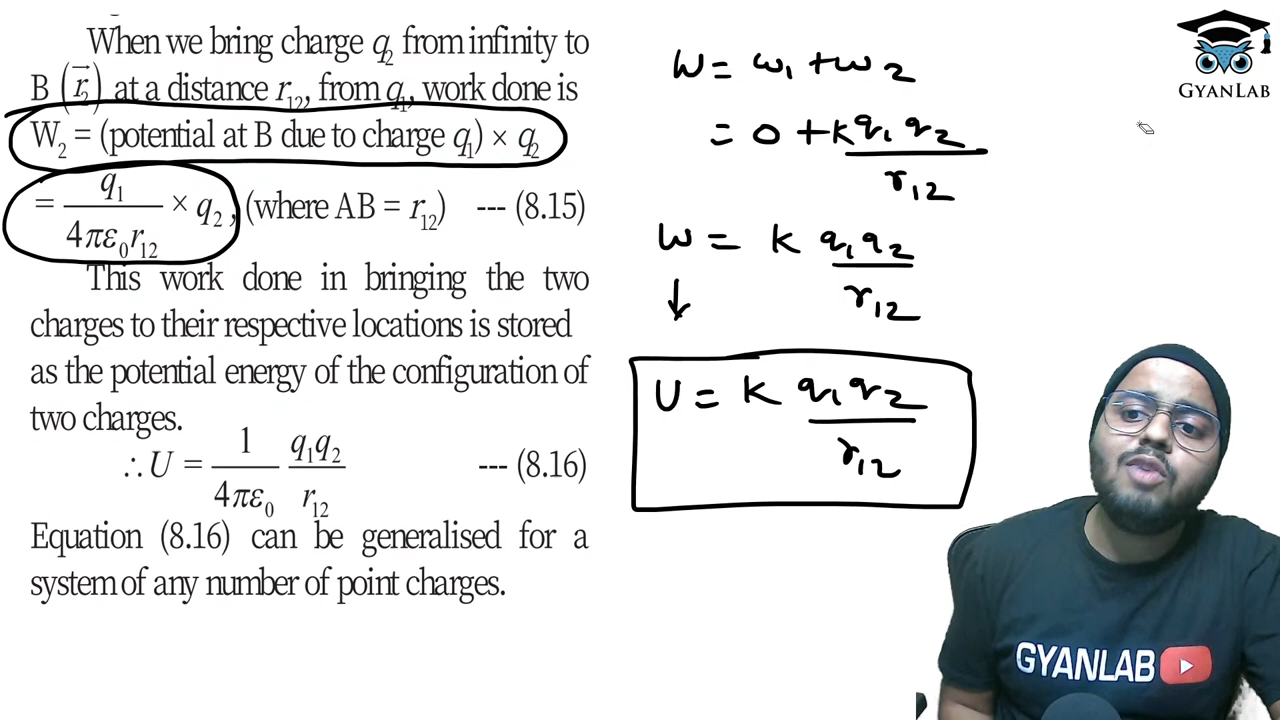 When we bring charge q₂ from infinity to
B (r⃗₂) at a distance r₁₂, from q₁, work done is
W₂ = (potential at B due to charge q₁) × q₂
= q₁/4πε₀r₁₂ × q₂, (where AB = r₁₂) --- (8.15)
This work done in bringing the two
charges to their respective locations is stored
as the potential energy of the configuration of
two charges.
∴ U = 1/4πε₀ q₁q₂/r₁₂ --- (8.16)
Equation (8.16) can be generalised for a
system of any number of point charges.
W = W₁ + W₂
= 0 + K q₁ q₂ / r₁₂
W = K q₁q₂ / r₁₂
↓
U = K q₁q₂ / r₁₂
GYANLAB
GYANLAB